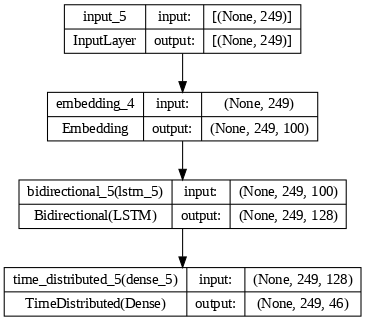 input_5 input: [(None, 249)]
InputLayer output: [(None, 249)]
embedding_4 input: (None, 249)
Embedding output: (None, 249, 100)
bidirectional_5(lstm_5) input: (None, 249, 100)
Bidirectional(LSTM) output: (None, 249, 128)
time_distributed_5(dense_5) input: (None, 249, 128)
TimeDistributed(Dense) output: (None, 249, 46)